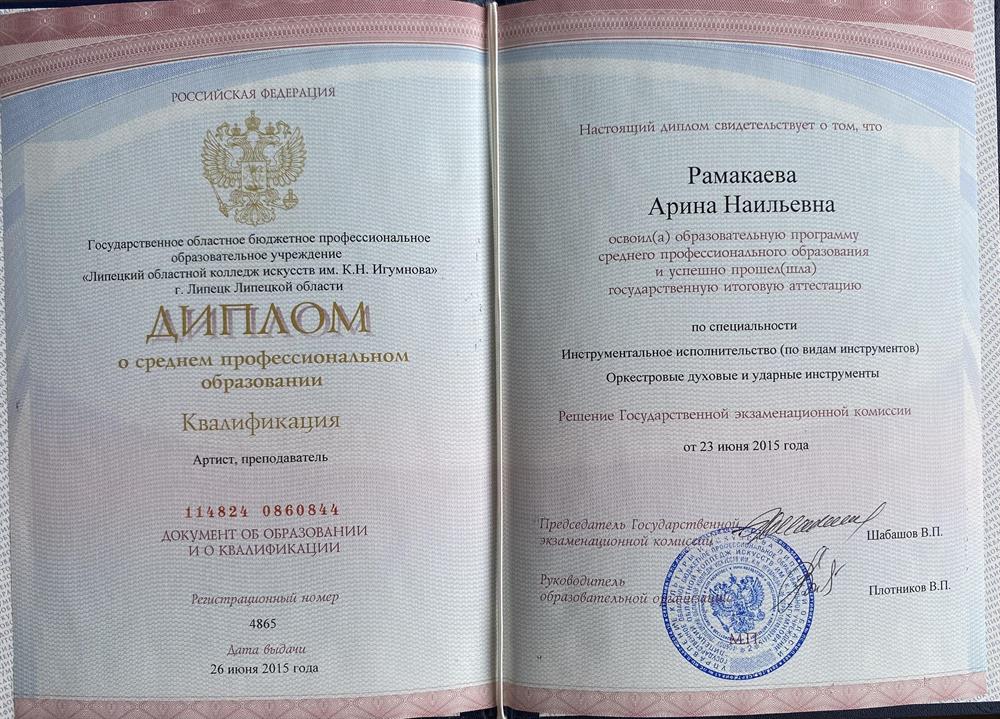 РОССИЙСКАЯ ФЕДЕРАЦИЯ
Государственное областное бюджетное профессиональное
образовательное учреждение
«Липецкий областной колледж искусств им. К.Н. Игумнова»
г. Липецк Липецкой области
ДИПЛОМ
о среднем профессиональном
образовании
Квалификация
Артист, преподаватель
114824 0860844
ДОКУМЕНТ ОБ ОБРАЗОВАНИИ
И О КВАЛИФИКАЦИИ
Регистрационный номер
4865
Дата выдачи
26 июня 2015 года
Настоящий диплом свидетельствует о том, что
Рамакаева
Арина Наильевна
освоил(а) образовательную программу
среднего профессионального образования
и успешно прошел(шла)
государственную итоговую аттестацию
по специальности
Инструментальное исполнительство (по видам инструментов)
Оркестровые духовые и ударные инструменты
Решение Государственной экзаменационной комиссии
от 23 июня 2015 года
Председатель Государственной
экзаменационной комиссии
Шабашов В.П.
Руководитель
образовательной организации
Плотников В.П.
М.П.